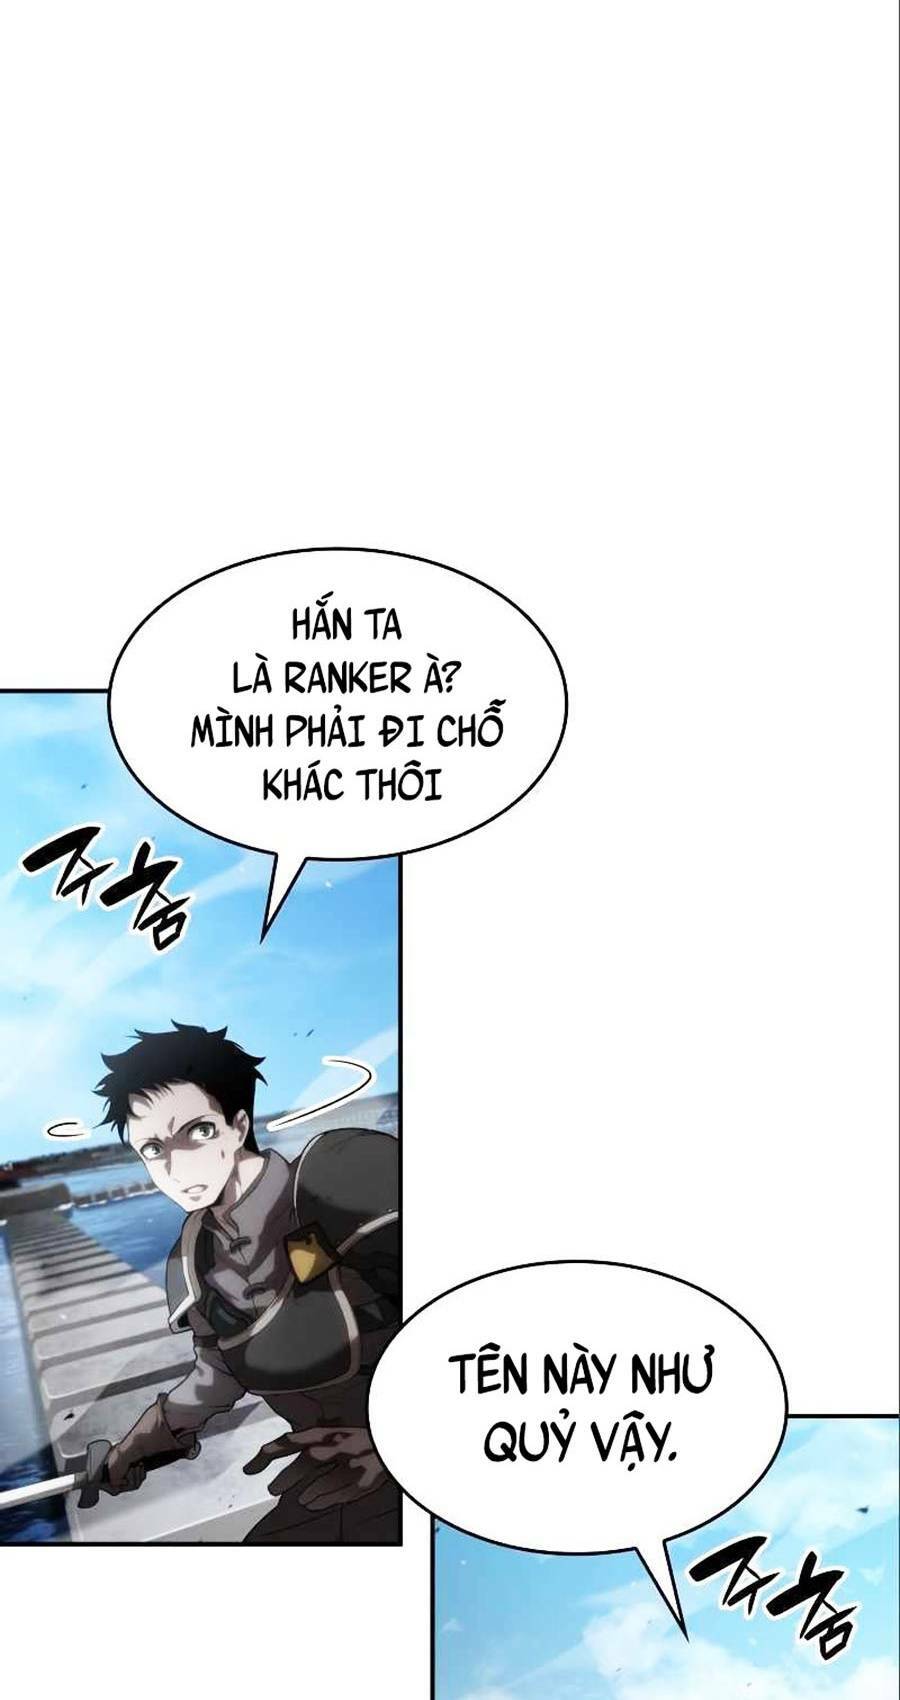 HẮN TA
LÀ RANKER À?
MÌNH PHẢI ĐI CHỖ
KHÁC THÔI
주춤
TÊN NÀY NHƯ
QUỶ VẬY.
주춤